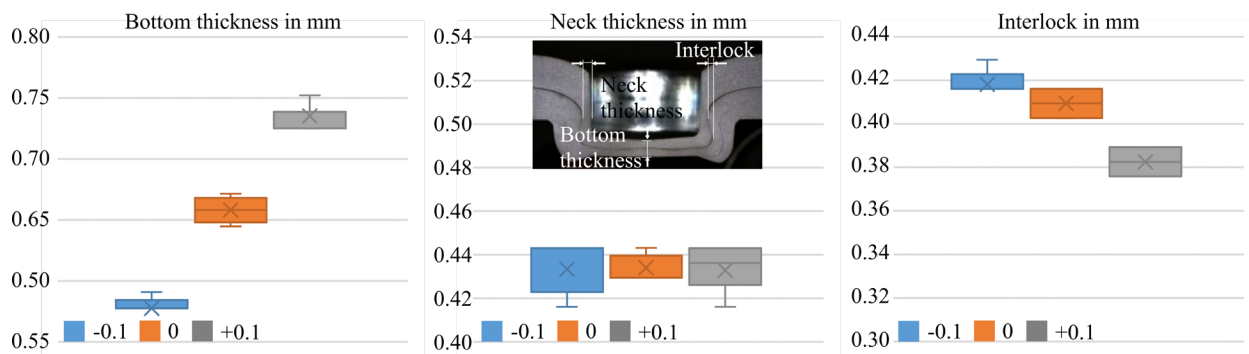 Bottom thickness in mm
0.80
0.75
0.70
0.65
0.50
0.55
-0.1 0 +0.1
Neck thickness in mm
0.54
0.52
0.50
0.48
0.46
0.44
0.42
0.40
Interlock
Neck
thickness
Bottom
thickness
-0.1 0 +0.1
Interlock in mm
0.44
0.42
0.40
0.38
0.36
0.34
0.32
0.30
-0.1 0 +0.1